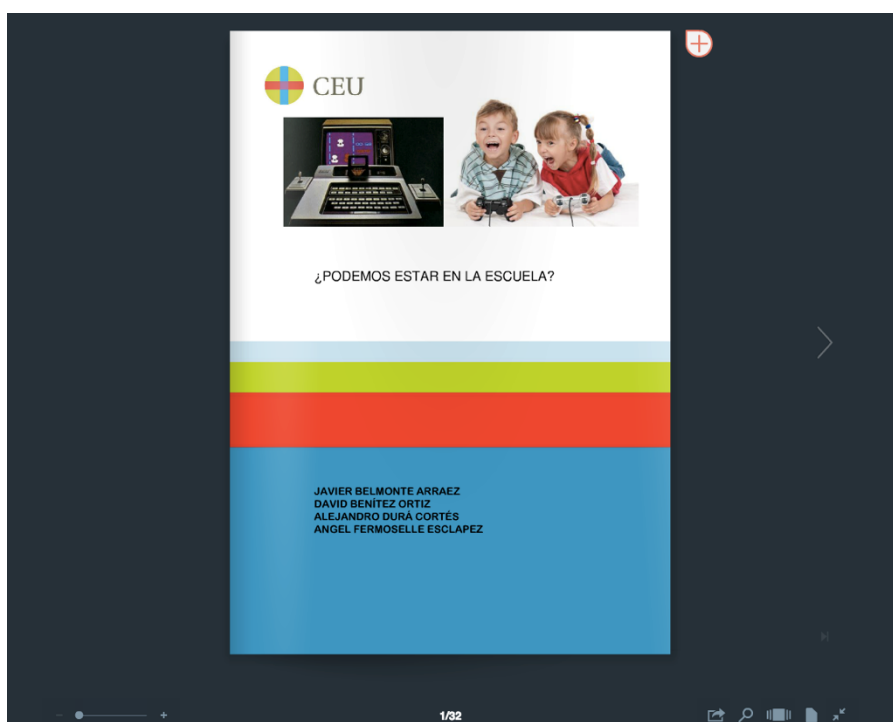 CEU
¿PODEMOS ESTAR EN LA ESCUELA?
JAVIER BELMONTE ARRAEZ
DAVID BENÍTEZ ORTIZ
ALEJANDRO DURÁ CORTÉS
ANGEL FERMOSELLE ESCLAPEZ
1/32